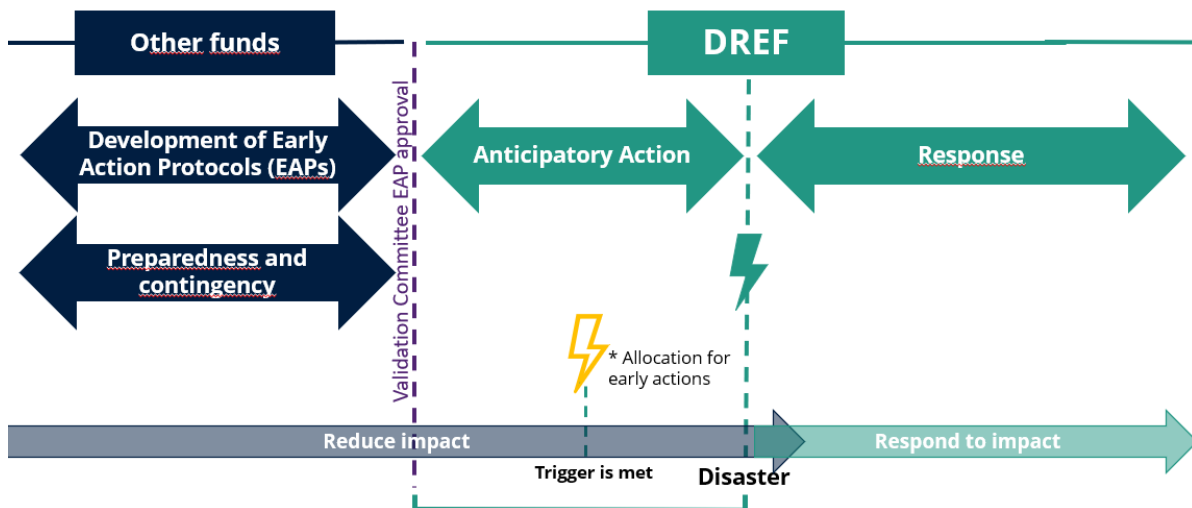 Other funds
DREF
Development of Early
Action Protocols (EAPs)
Validation Committee EAP approval
Anticipatory Action
Response
Preparedness and
contingency
* Allocation for
early actions
Reduce impact
Respond to impact
Trigger is met
Disaster